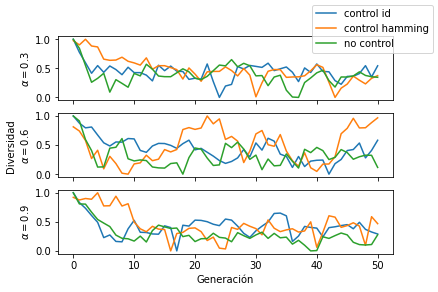 control id
control hamming
no control
1.0
0.5
0.0
α = 0.3
1.0
0.5
0.0
Diversidad
α = 0.6
1.0
0.5
0.0
α = 0.9
0 10 20 30 40 50
Generación